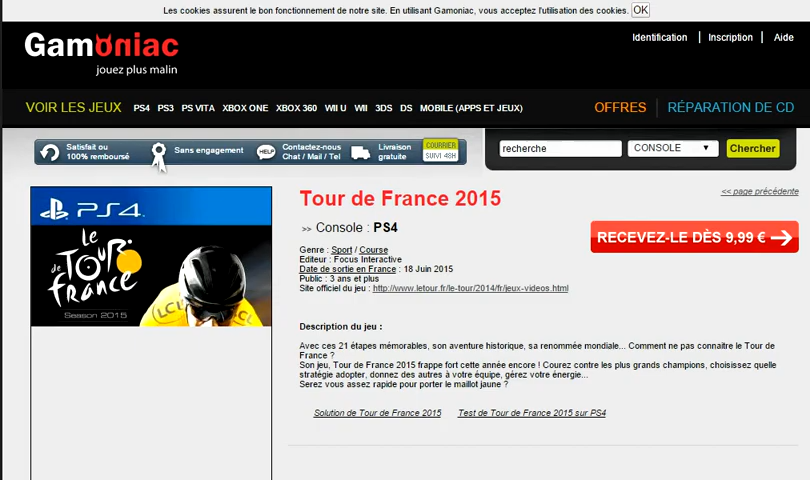 Les cookies assurent le bon fonctionnement de notre site. En utilisant Gamoniac, vous acceptez l'utilisation des cookies. OK
Gamoniac
jouez plus malin
Identification | Inscription | Aide
VOIR LES JEUX PS4 PS3 PS VITA XBOX ONE XBOX 360 WII U WII 3DS DS MOBILE (APPS ET JEUX) OFFRES RÉPARATION DE CD
Satisfait ou
100% remboursé
Sans engagement
HELP
Contactez-nous
Chat / Mail / Tel
Livraison
gratuite
COURRIER
SUIVI 48H
recherche CONSOLE Chercher
PS4
Le
TOUR
de
france
Season 2015
LCL
Tour de France 2015
<< page précédente
>> Console : PS4
RECEVEZ-LE DÈS 9,99 €
Genre : Sport / Course
Editeur : Focus Interactive
Date de sortie en France : 18 Juin 2015
Public : 3 ans et plus
Site officiel du jeu : http://www.letour.fr/le-tour/2014/fr/jeux-videos.html
Description du jeu :
Avec ces 21 étapes mémorables, son aventure historique, sa renommée mondiale... Comment ne pas connaitre le Tour de
France ?
Son jeu, Tour de France 2015 frappe fort cette année encore ! Courez contre les plus grands champions, choisissez quelle
stratégie adopter, donnez des autres à votre équipe, gérez votre énergie...
Serez vous assez rapide pour porter le maillot jaune ?
Solution de Tour de France 2015 Test de Tour de France 2015 sur PS4